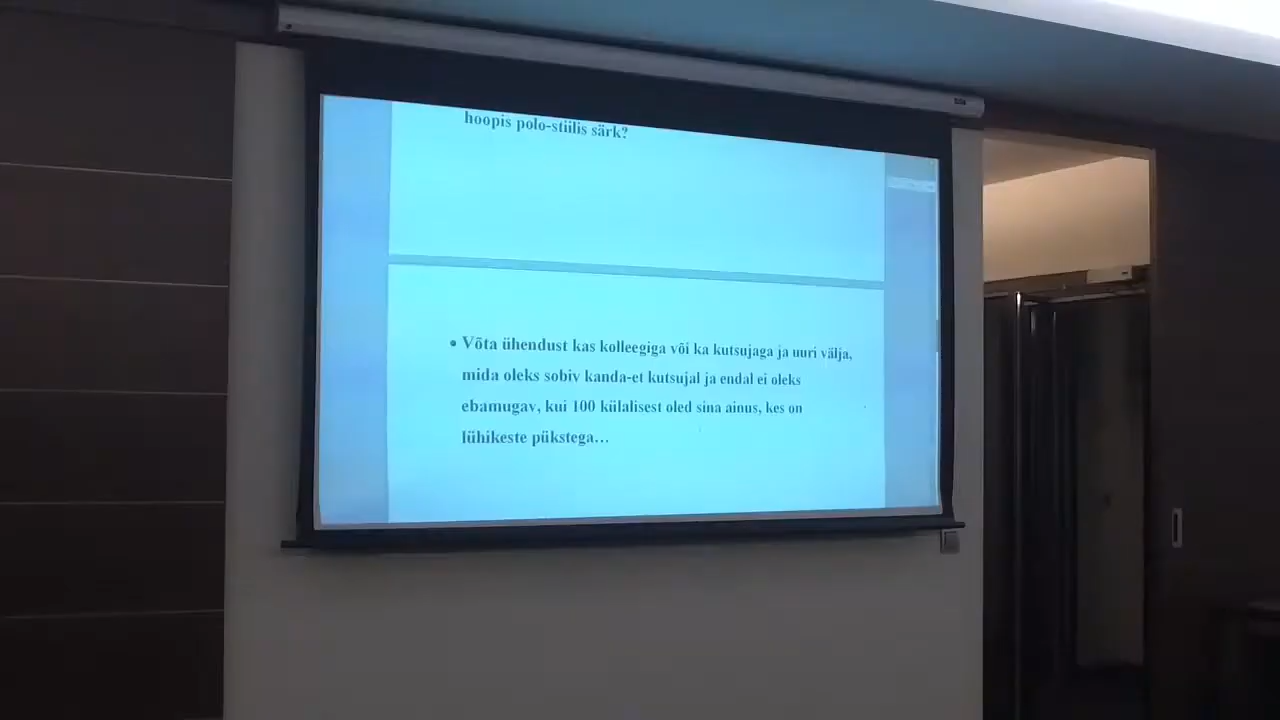 hoopis polo-stiilis särk?
• Võta ühendust kas kolleegiga või ka kutsujaga ja uuri välja,
mida oleks sobiv kanda-et kutsujal ja endal ei oleks
ebamugav, kui 100 külalisest oled sina ainus, kes on
lühikeste pükstega…